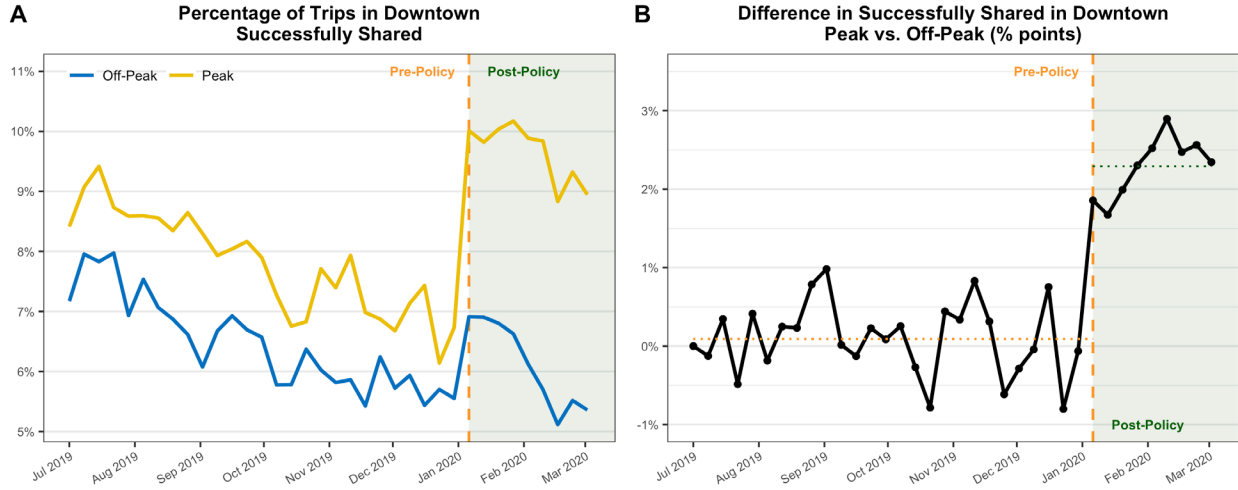 A
Percentage of Trips in Downtown
Successfully Shared
11%
10%
9%
8%
7%
6%
5%
Off-Peak
Peak
Pre-Policy
Post-Policy
Jul 2019
Aug 2019
Sep 2019
Oct 2019
Nov 2019
Dec 2019
Jan 2020
Feb 2020
Mar 2020
B
Difference in Successfully Shared in Downtown
Peak vs. Off-Peak (% points)
3%
2%
1%
0%
-1%
Pre-Policy
Post-Policy
Jul 2019
Aug 2019
Sep 2019
Oct 2019
Nov 2019
Dec 2019
Jan 2020
Feb 2020
Mar 2020